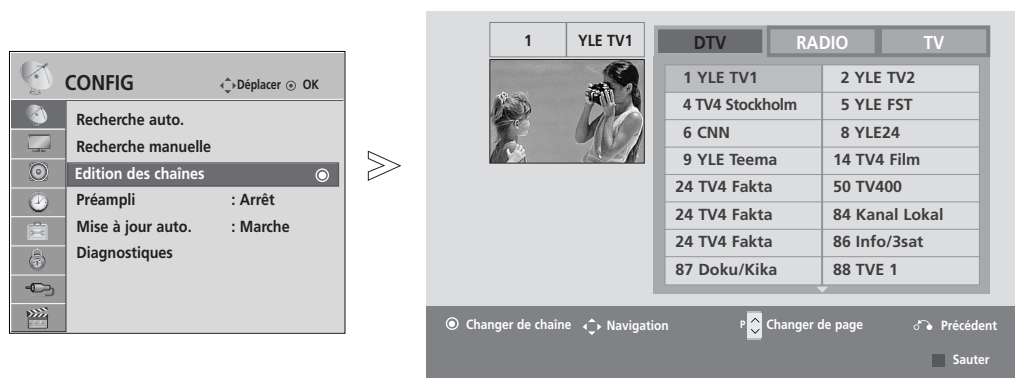 CONFIG Déplacer OK
Recherche auto.
Recherche manuelle
Edition des chaînes
Préampli : Arrêt
Mise à jour auto. : Marche
Diagnostiques
1 YLE TV1
DTV RADIO TV
1 YLE TV1 2 YLE TV2
4 TV4 Stockholm 5 YLE FST
6 CNN 8 YLE24
9 YLE Teema 14 TV4 Film
24 TV4 Fakta 50 TV400
24 TV4 Fakta 84 Kanal Lokal
24 TV4 Fakta 86 Info/3sat
87 Doku/Kika 88 TVE 1
Changer de chaîne Navigation P Changer de page Précédent
Sauter